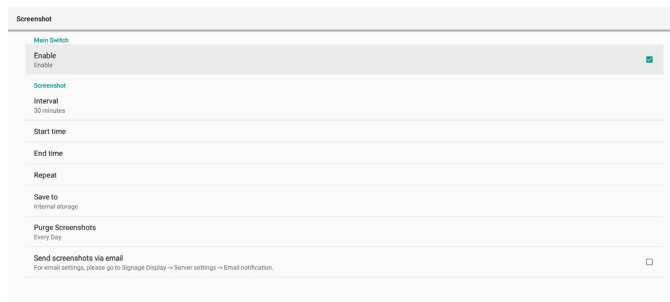 Screenshot
Main Switch
Enable
Enable
Screenshot
Interval
30 minutes
Start time
End time
Repeat
Save to
Internal storage
Purge Screenshots
Every Day
Send screenshots via email
For email settings, please go to Signage Display -> Server settings -> Email notification.